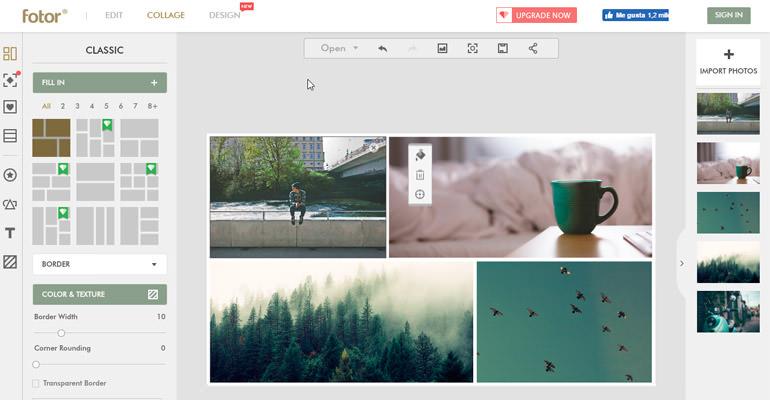 fotor
EDIT
COLLAGE
DESIGN
NEW
UPGRADE NOW
Me gusta 1,2 mill
SIGN IN
CLASSIC
Open
FILL IN +
All 2 3 4 5 6 7 8+
IMPORT PHOTOS
BORDER
COLOR & TEXTURE
Border Width 10
Corner Rounding 0
Transparent Border